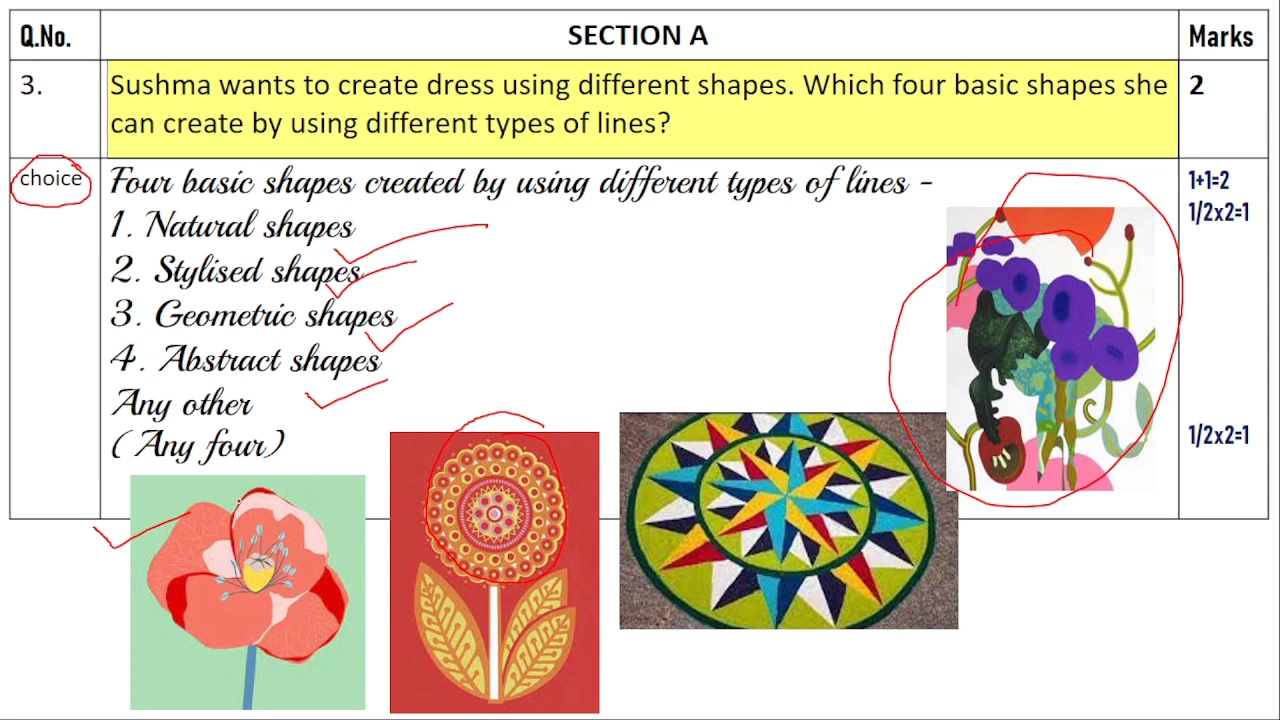 Q.No.
SECTION A
Marks
3.
Sushma wants to create dress using different shapes. Which four basic shapes she
can create by using different types of lines?
2
choice
Four basic shapes created by using different types of lines -
1. Natural shapes
2. Stylised shapes
3. Geometric shapes
4. Abstract shapes
Any other
( Any four)
1+1=2
1/2x2=1
1/2x2=1